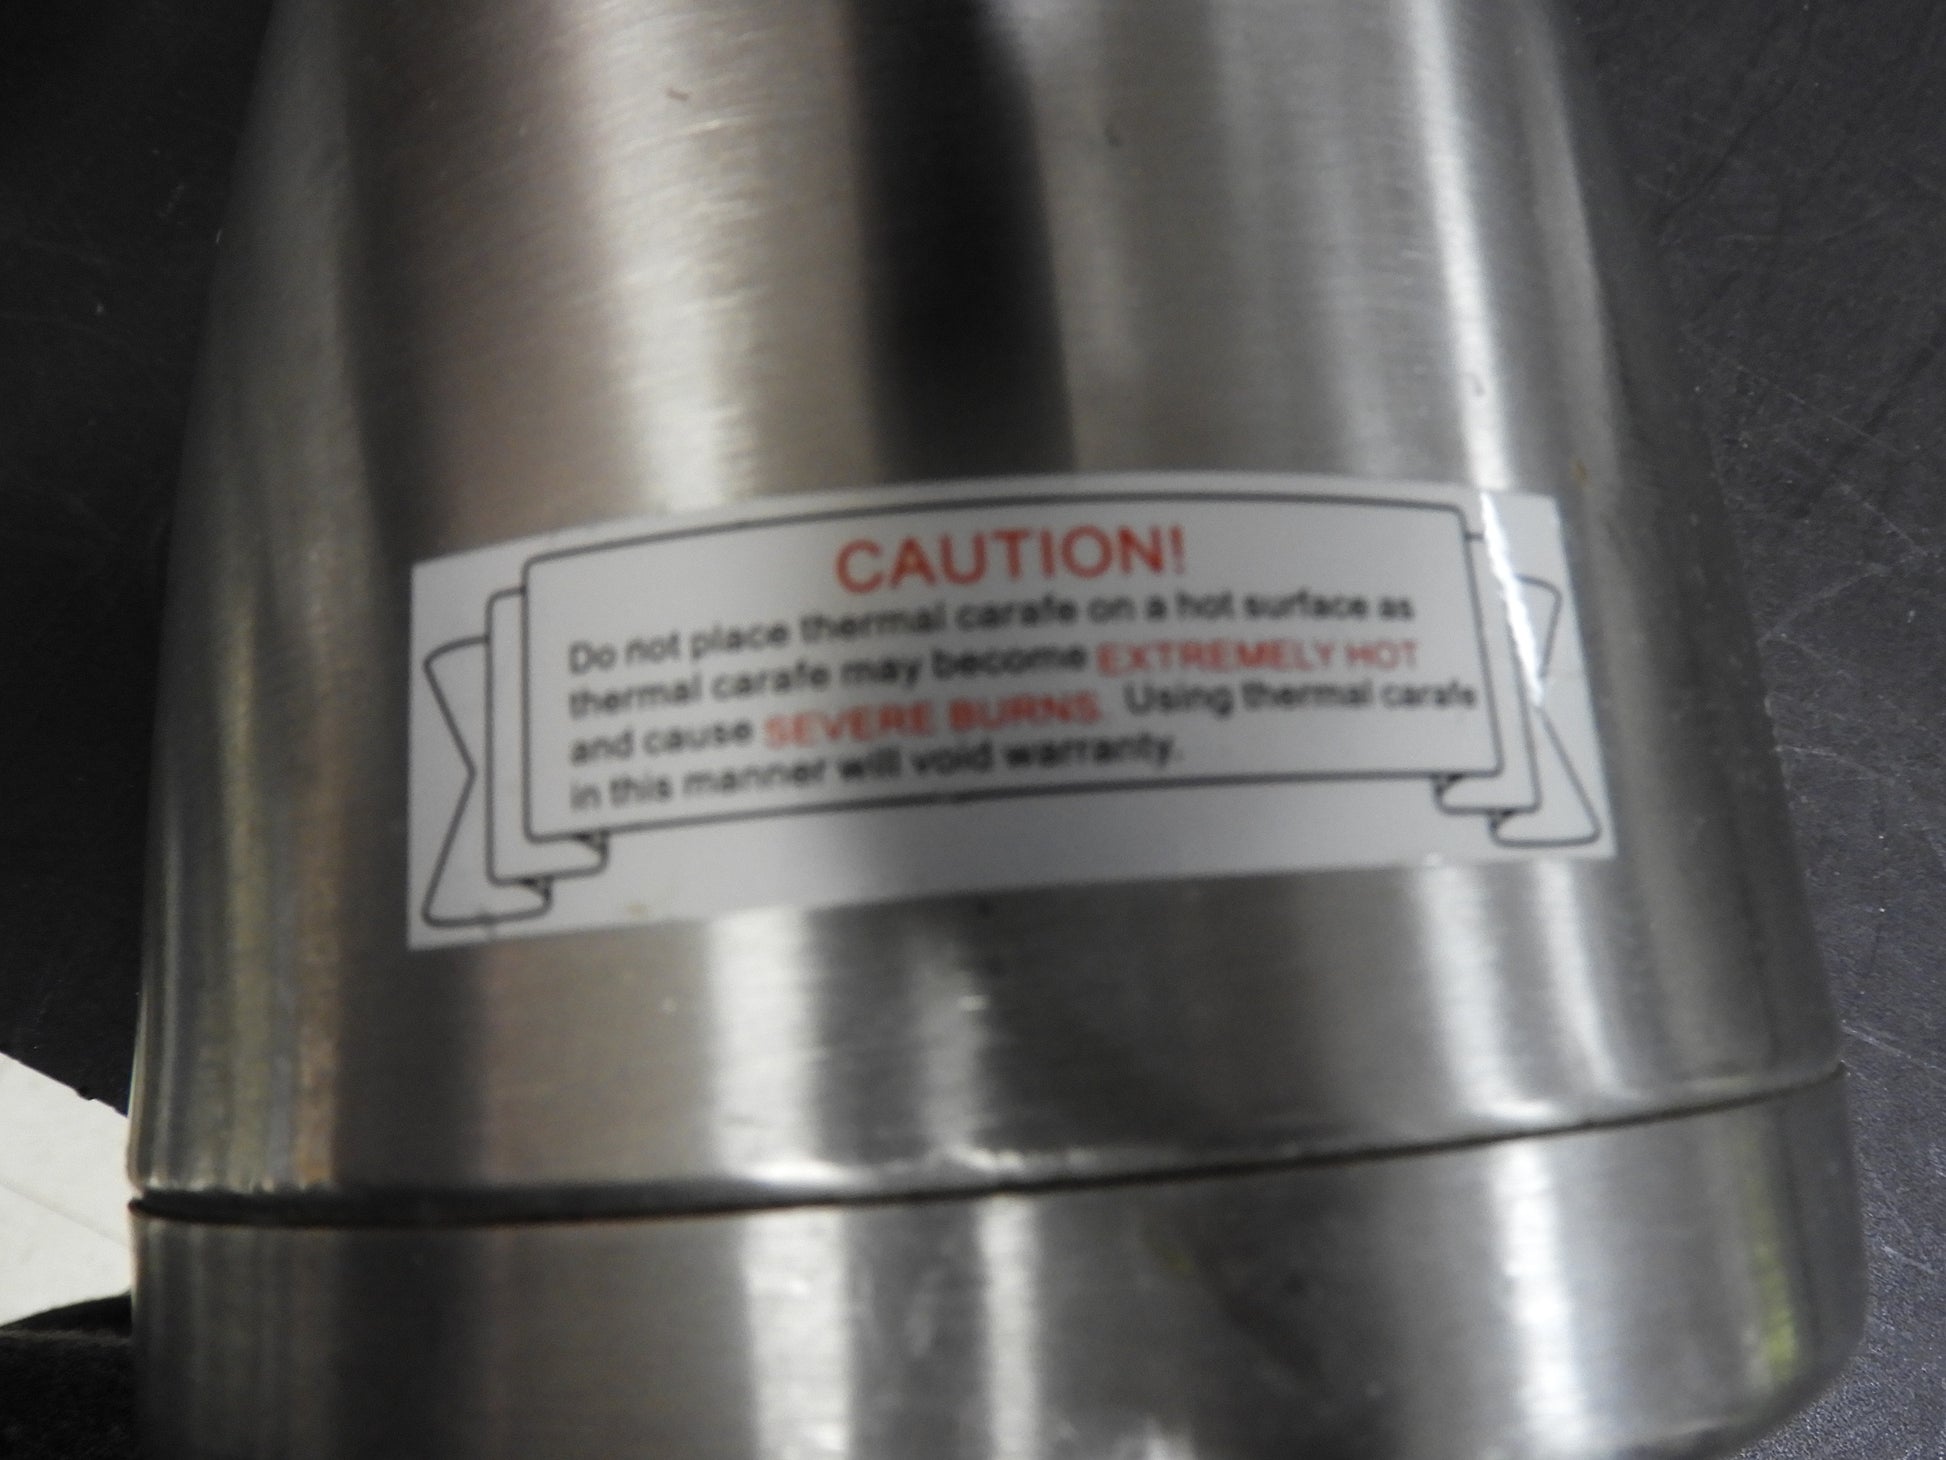 CAUTION!
Do not place thermal carafe on a hot surface as
thermal carafe may become EXTREMELY HOT
and cause SEVERE BURNS. Using thermal carafe
in this manner will void warranty.